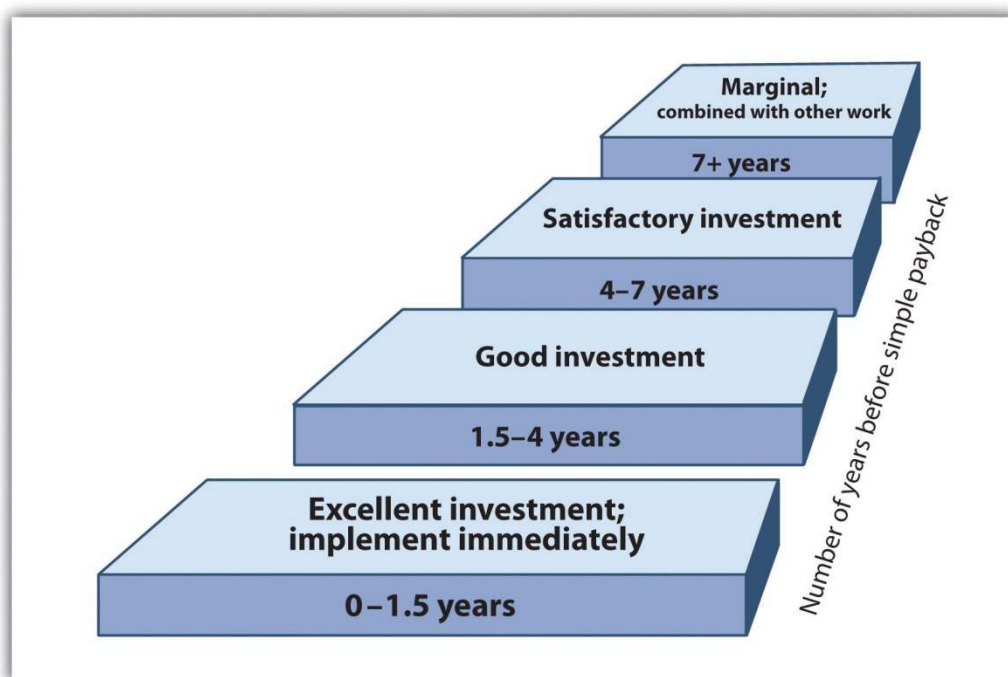 Marginal;
combined with other work
7+ years
Satisfactory investment
4–7 years
Good investment
1.5–4 years
Excellent investment;
implement immediately
0–1.5 years
Number of years before simple payback